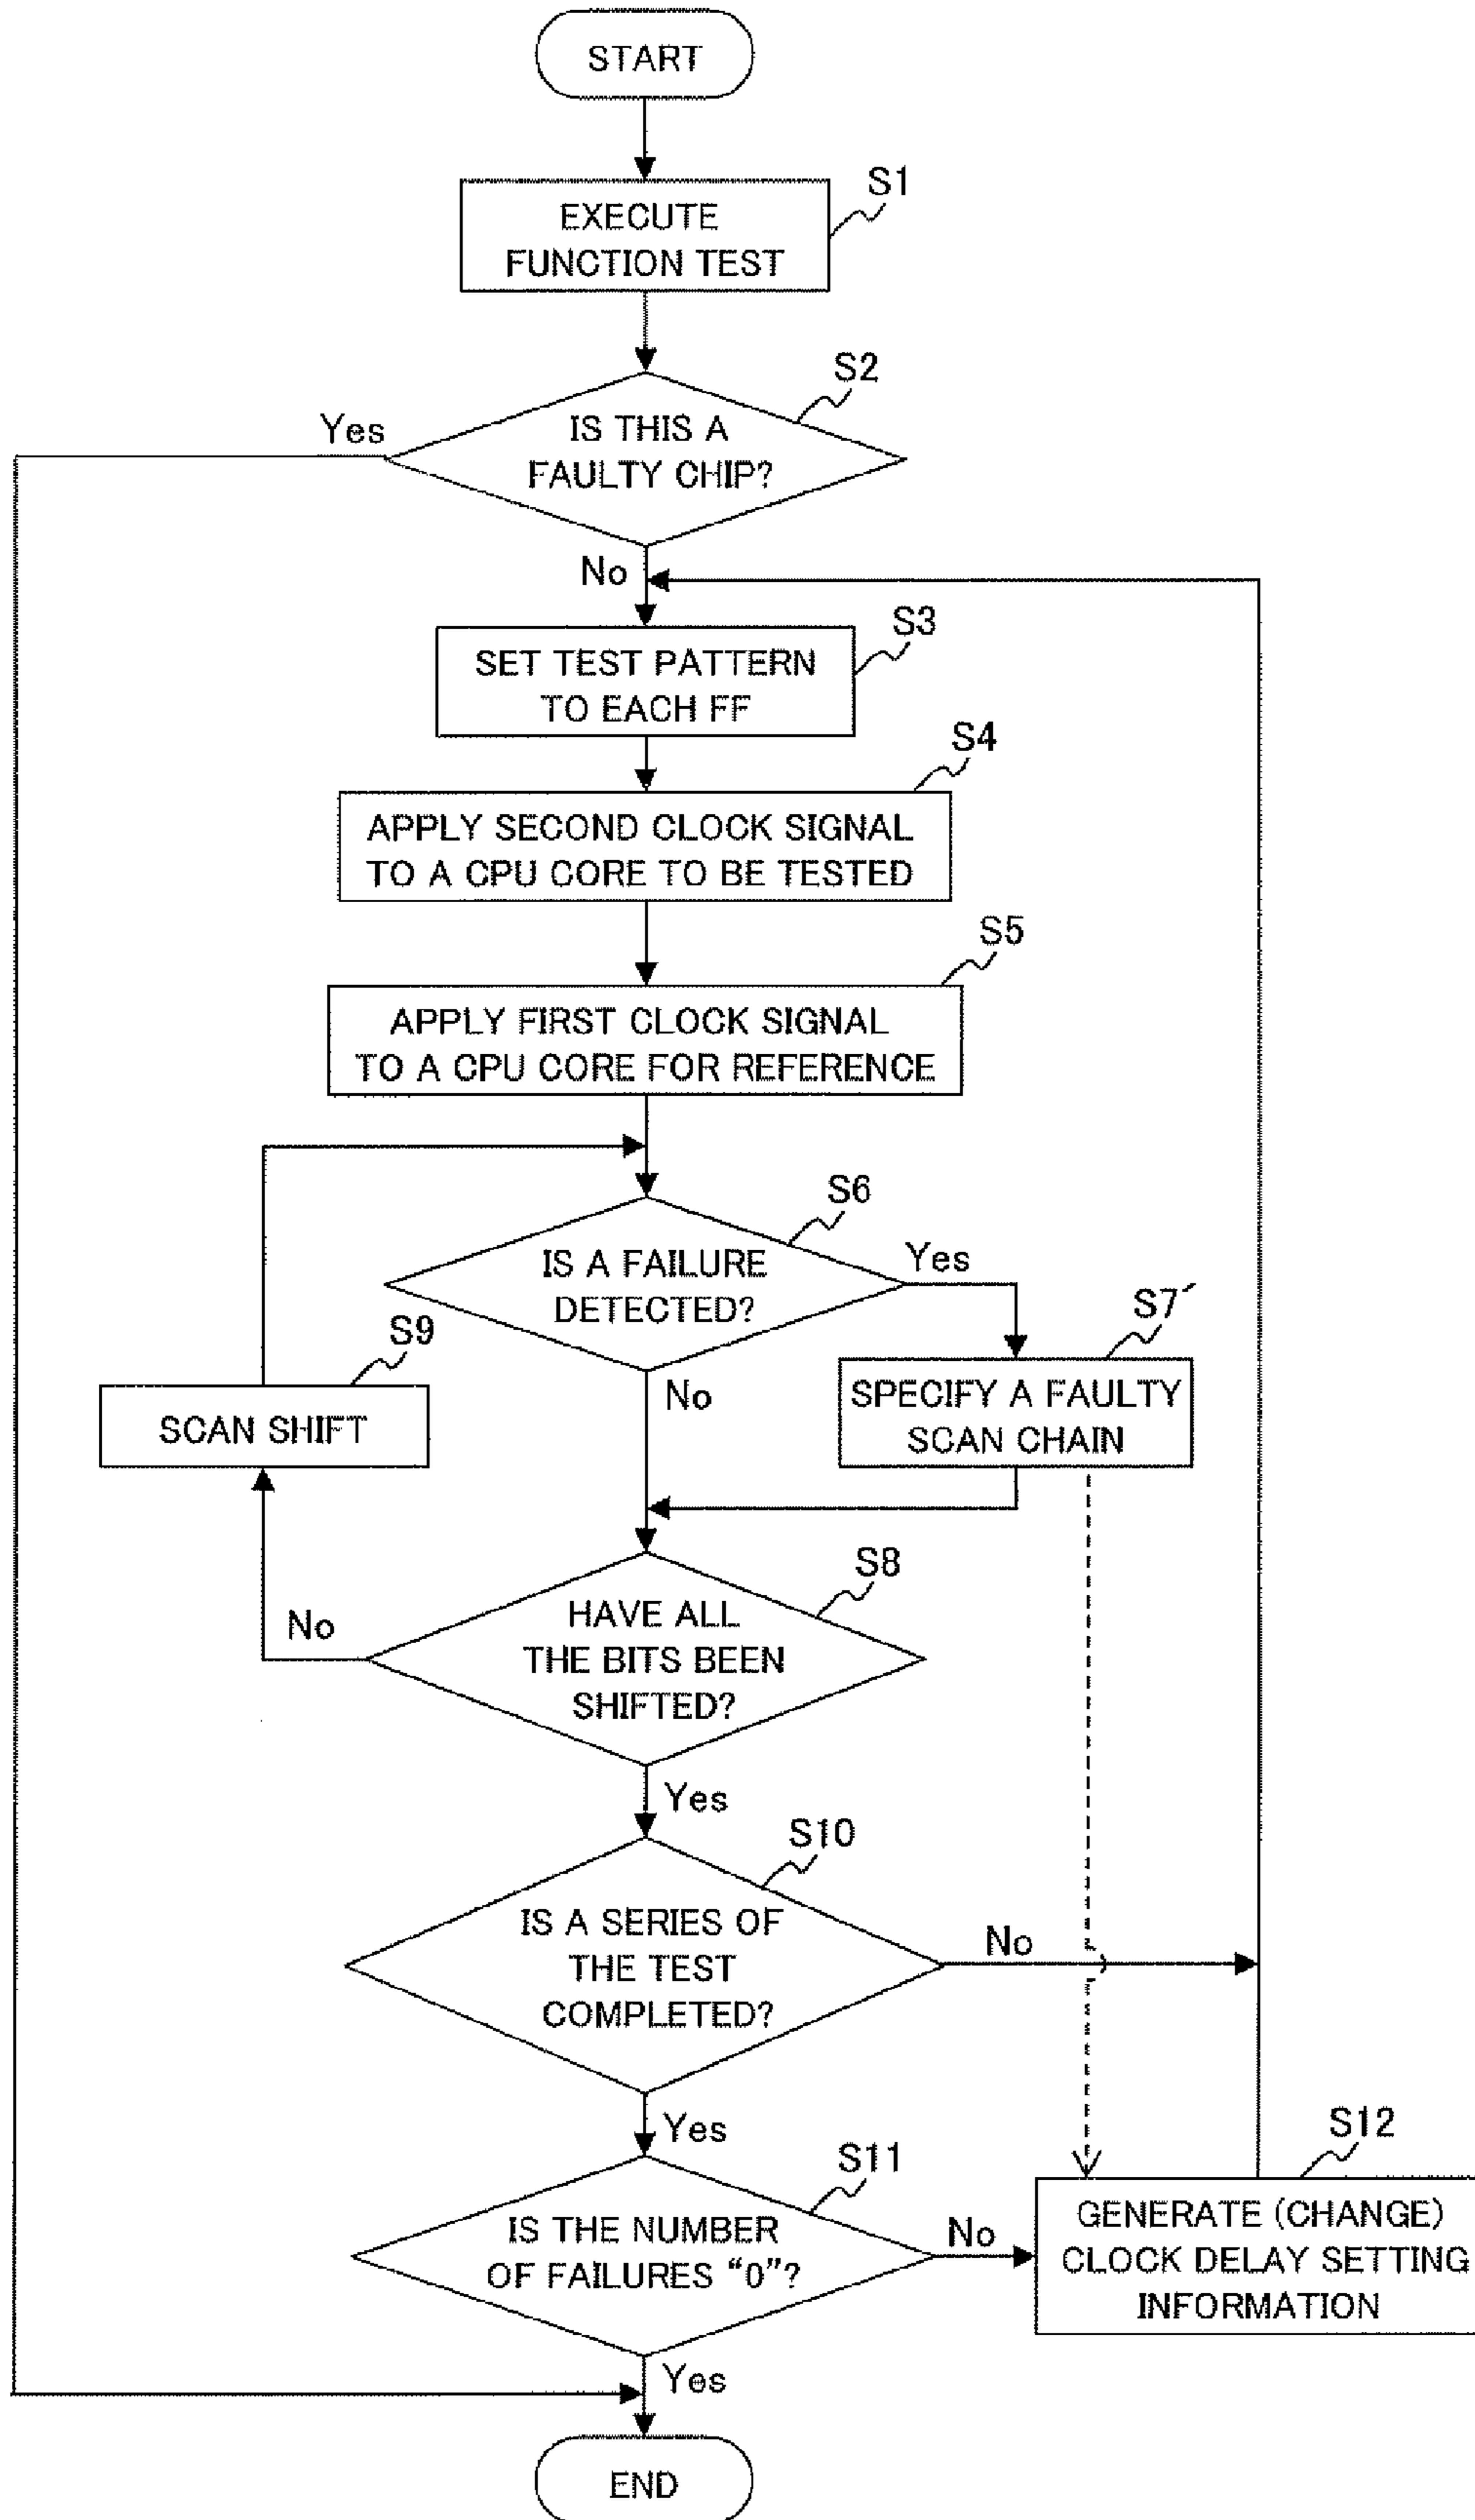 START
S1
EXECUTE
FUNCTION TEST
S2
Yes
IS THIS A
FAULTY CHIP?
No
S3
SET TEST PATTERN
TO EACH FF
S4
APPLY SECOND CLOCK SIGNAL
TO A CPU CORE TO BE TESTED
S5
APPLY FIRST CLOCK SIGNAL
TO A CPU CORE FOR REFERENCE
S6
IS A FAILURE
DETECTED?
Yes
S7´
S9
No
SPECIFY A FAULTY
SCAN CHAIN
SCAN SHIFT
S8
No
HAVE ALL
THE BITS BEEN
SHIFTED?
Yes
S10
IS A SERIES OF
THE TEST
COMPLETED?
No
Yes
S11
S12
IS THE NUMBER
OF FAILURES “0”?
No
GENERATE (CHANGE)
CLOCK DELAY SETTING
INFORMATION
Yes
END